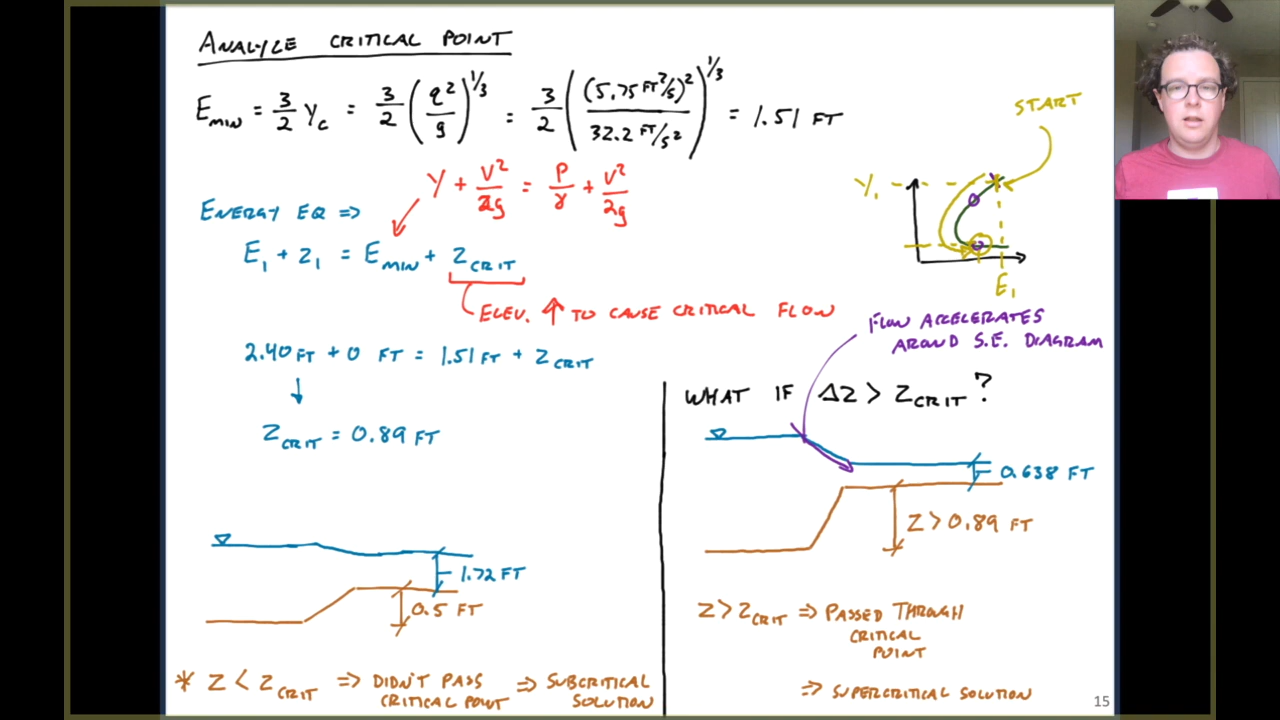 ANALYZE CRITICAL POINT
E_MIN = 3/2 Y_C = 3/2 (q²/g)^1/3 = 3/2 ((5.75 FT²/S)²/32.2 FT/S²)^1/3 = 1.51 FT
START
Y + V²/2g = P/γ + V²/2g
Y₁
ENERGY EQ ⇒
E₁ + Z₁ = E_MIN + Z_CRIT
E₁
ELEV. ↑ TO CAUSE CRITICAL FLOW
FLOW ACCELERATES
AROUND S.E. DIAGRAM
2.40 FT + 0 FT = 1.51 FT + Z_CRIT
↓
Z_CRIT = 0.89 FT
WHAT IF ΔZ > Z_CRIT?
0.638 FT
Z > 0.89 FT
1.72 FT
0.5 FT
Z > Z_CRIT ⇒ PASSED THROUGH
CRITICAL
POINT
⇒ SUPERCRITICAL SOLUTION
* Z < Z_CRIT ⇒ DIDN'T PASS ⇒ SUBCRITICAL
CRITICAL POINT SOLUTION
15